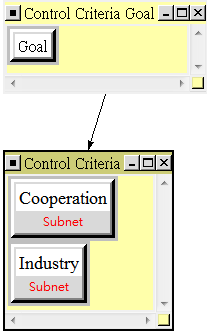 Control Criteria Goal
Goal
Control Criteria
Cooperation
Subnet
Industry
Subnet